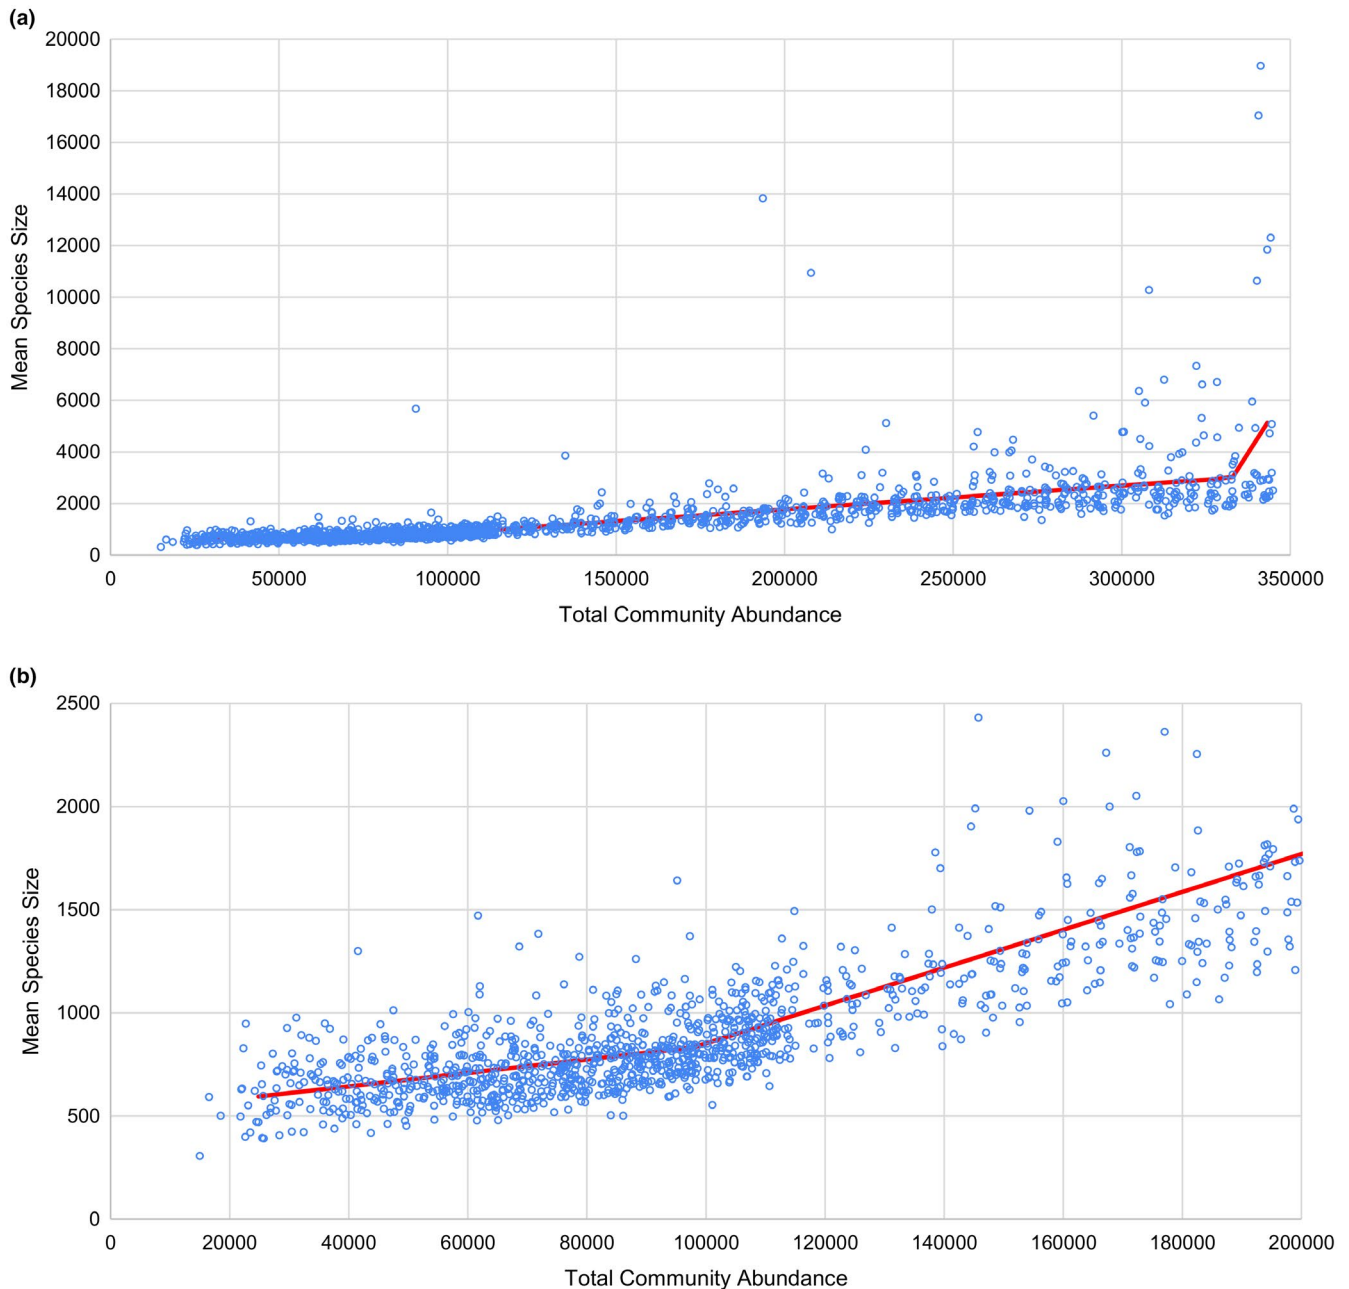 (a)
20000
18000
16000
14000
12000
10000
8000
6000
4000
2000
0
Mean Species Size
0 50000 100000 150000 200000 250000 300000 350000
Total Community Abundance
(b)
2500
2000
1500
1000
500
0
Mean Species Size
0 20000 40000 60000 80000 100000 120000 140000 160000 180000 200000
Total Community Abundance